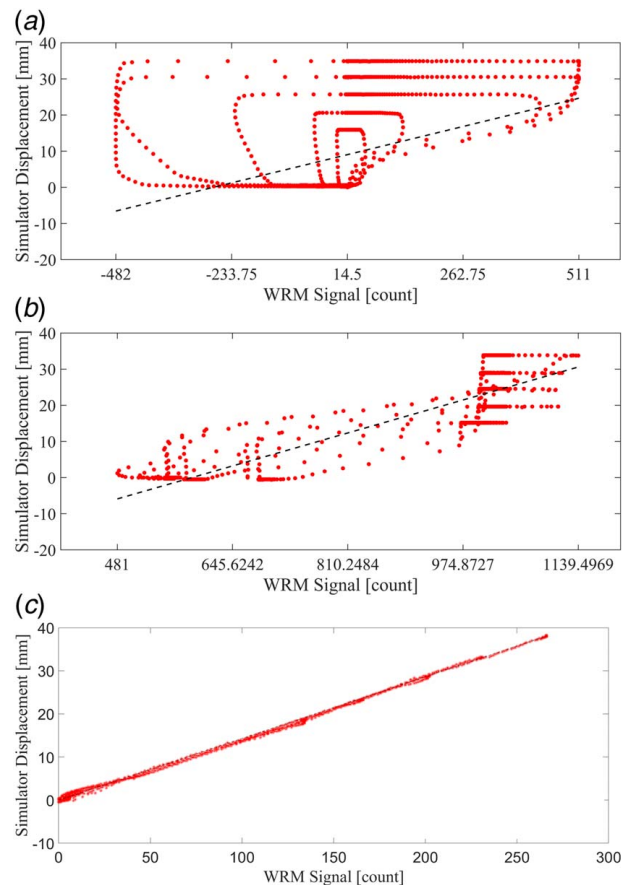 (a)
40
30
20
10
0
-10
-20
Simulator Displacement [mm]
-482 -233.75 14.5 262.75 511
WRM Signal [count]
(b)
40
30
20
10
0
-10
-20
Simulator Displacement [mm]
481 645.6242 810.2484 974.8727 1139.4969
WRM Signal [count]
(c)
40
30
20
10
0
-10
Simulator Displacement [mm]
0 50 100 150 200 250 300
WRM Signal [count]